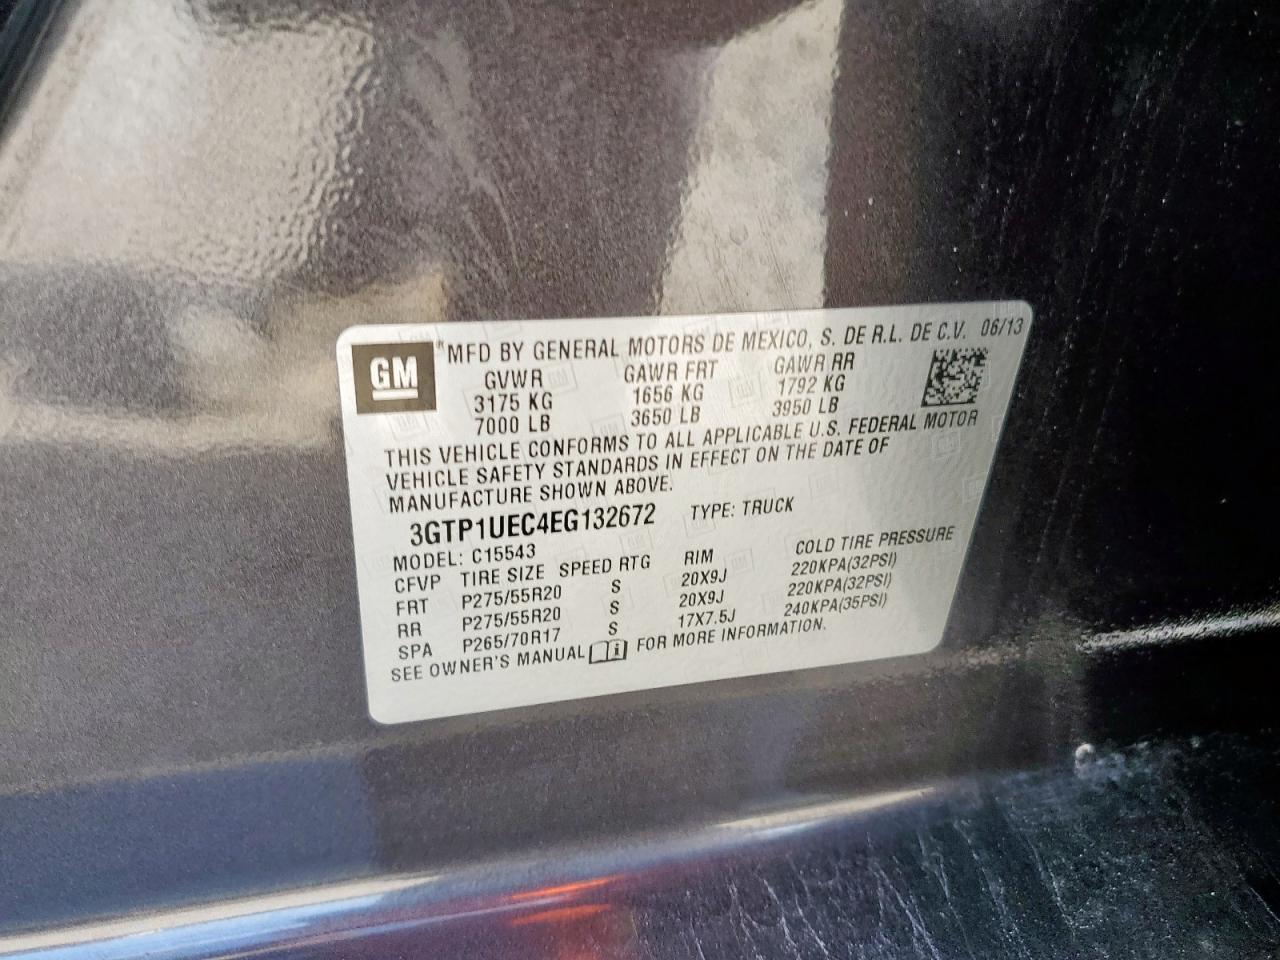 GM ® MFD BY GENERAL MOTORS DE MEXICO, S. DE R.L. DE C.V. 06/13
GVWR GAWR FRT GAWR RR
3175 KG 1656 KG 1792 KG
7000 LB 3650 LB 3950 LB
THIS VEHICLE CONFORMS TO ALL APPLICABLE U.S. FEDERAL MOTOR
VEHICLE SAFETY STANDARDS IN EFFECT ON THE DATE OF
MANUFACTURE SHOWN ABOVE.
3GTP1UEC4EG132672 TYPE: TRUCK
MODEL: C15543
CFVP TIRE SIZE SPEED RTG RIM COLD TIRE PRESSURE
FRT P275/55R20 S 20X9J 220KPA(32PSI)
RR P275/55R20 S 20X9J 220KPA(32PSI)
SPA P265/70R17 S 17X7.5J 240KPA(35PSI)
SEE OWNER'S MANUAL FOR MORE INFORMATION.